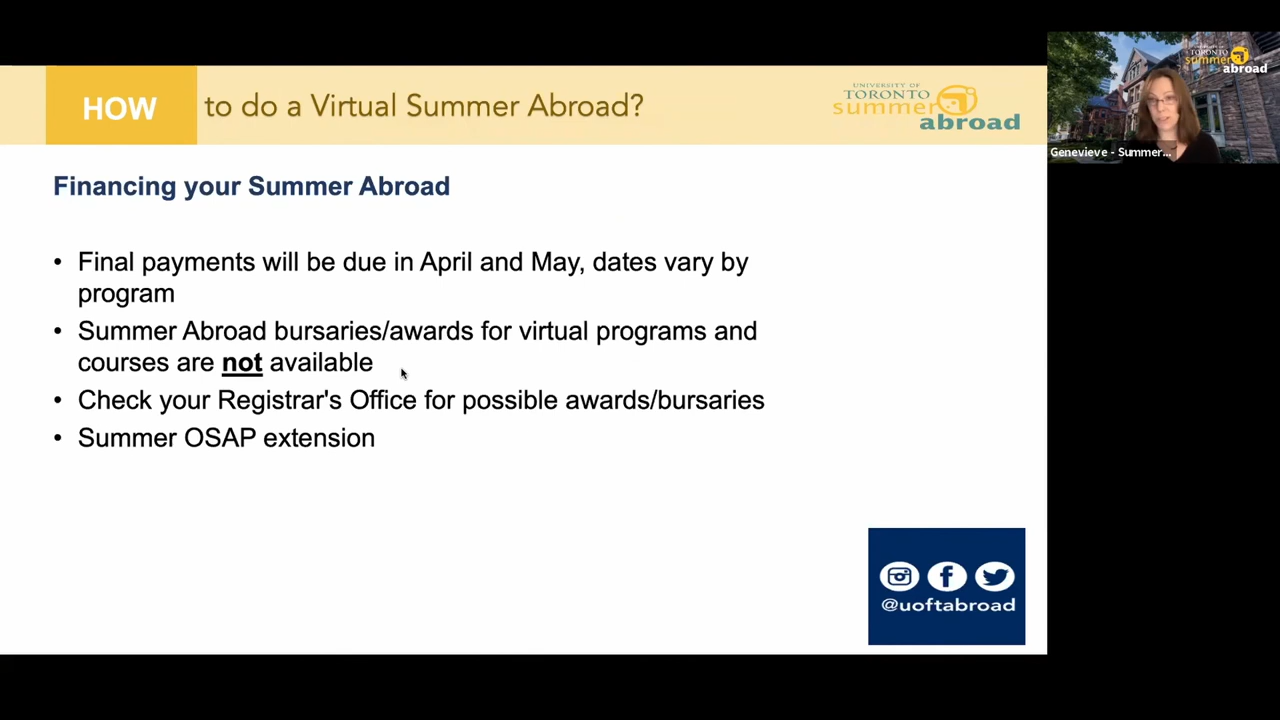 HOW to do a Virtual Summer Abroad?
UNIVERSITY OF
TORONTO
summer
abroad
UNIVERSITY OF
TORONTO
summer
abroad
Genevieve - Summer...
Financing your Summer Abroad
• Final payments will be due in April and May, dates vary by
program
• Summer Abroad bursaries/awards for virtual programs and
courses are not available
• Check your Registrar's Office for possible awards/bursaries
• Summer OSAP extension
@uoftabroad